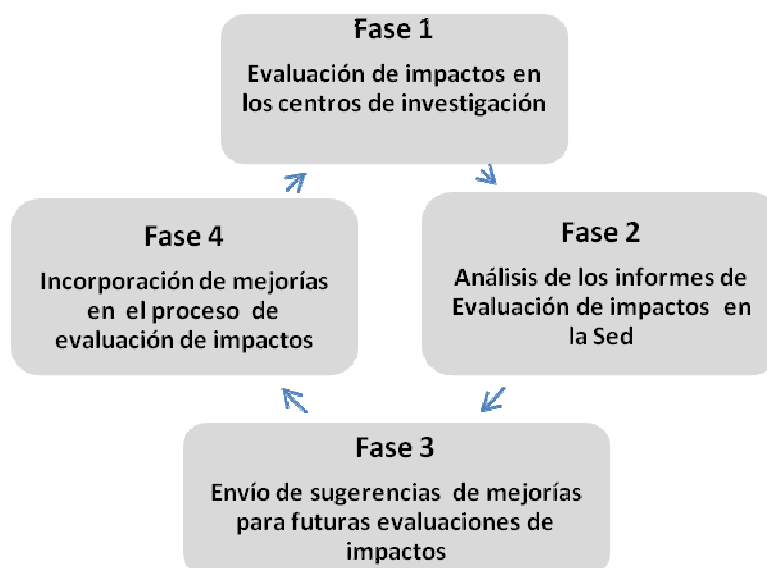 Fase 1
Evaluación de impactos en
los centros de investigación
Fase 4
Incorporación de mejorías
en el proceso de
evaluación de impactos
Fase 2
Análisis de los informes de
Evaluación de impactos en
la Sed
Fase 3
Envío de sugerencias de mejorías
para futuras evaluaciones de
impactos